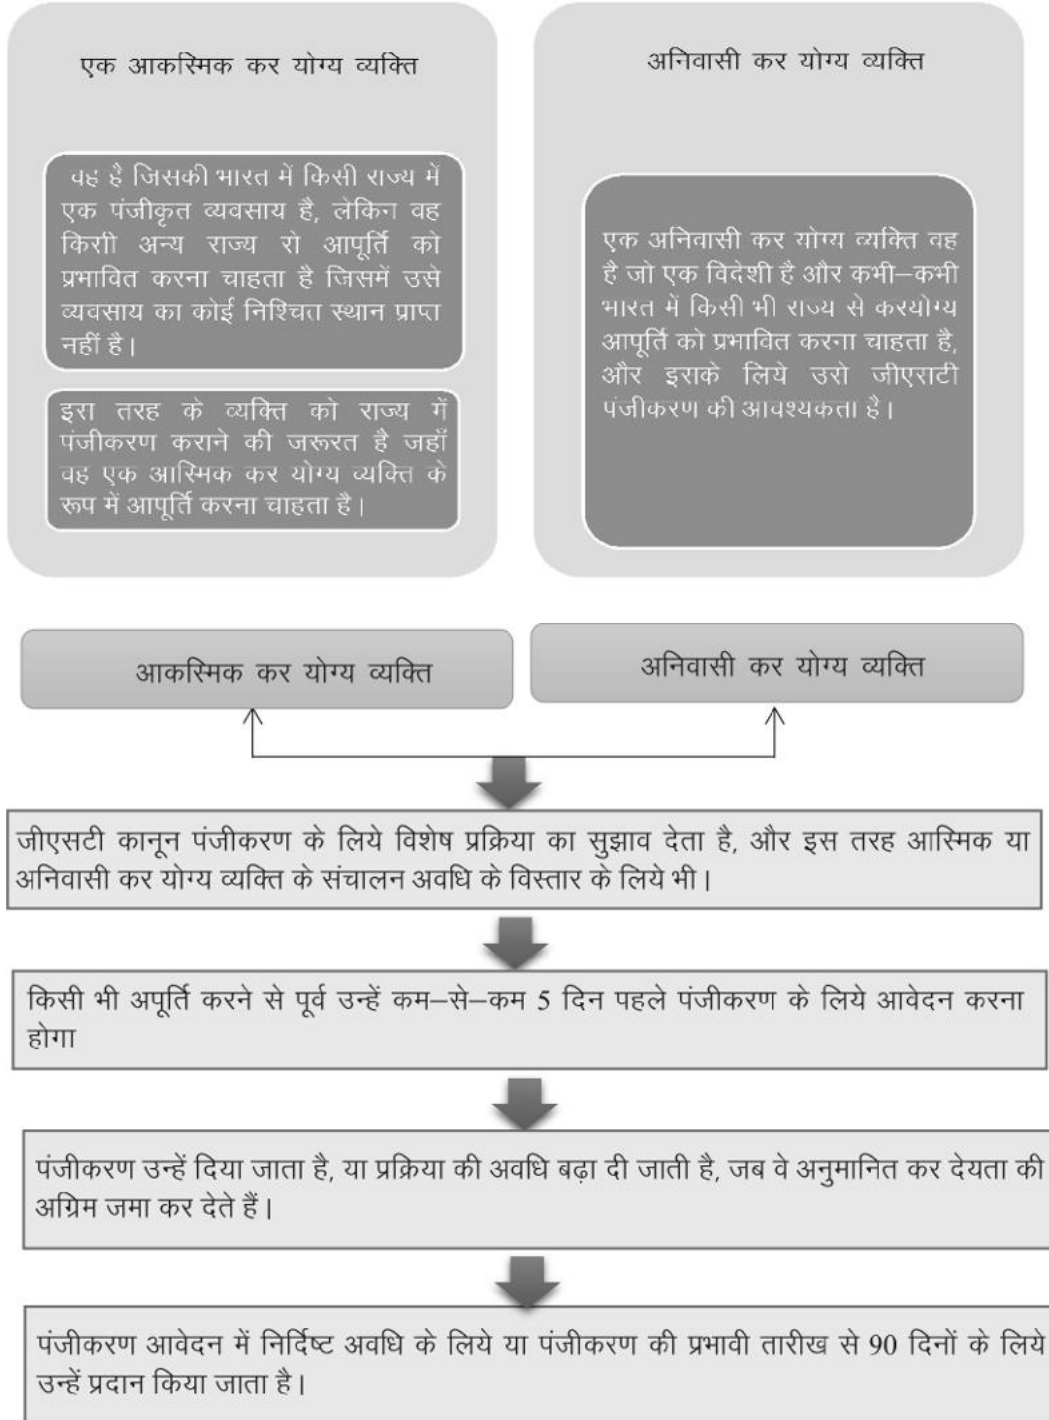 एक आकस्मिक कर योग्य व्यक्ति
वह है जिसकी भारत में किसी राज्य में
एक पंजीकृत व्यवसाय है, लेकिन वह
किसी अन्य राज्य से आपूर्ति को
प्रभावित करना चाहता है जिसमें उसे
व्यवसाय का कोई निश्चित स्थान प्राप्त
नहीं है।
इस तरह के व्यक्ति को राज्य में
पंजीकरण कराने की जरूरत है जहाँ
वह एक आस्मिक कर योग्य व्यक्ति के
रूप में आपूर्ति करना चाहता है।
अनिवासी कर योग्य व्यक्ति
एक अनिवासी कर योग्य व्यक्ति वह
है जो एक विदेशी है और कभी–कभी
भारत में किसी भी राज्य से करयोग्य
आपूर्ति को प्रभावित करना चाहता है,
और इसके लिये उसे जीएसटी
पंजीकरण की आवश्यकता है।
आकस्मिक कर योग्य व्यक्ति
अनिवासी कर योग्य व्यक्ति
जीएसटी कानून पंजीकरण के लिये विशेष प्रक्रिया का सुझाव देता है, और इस तरह आस्मिक या
अनिवासी कर योग्य व्यक्ति के संचालन अवधि के विस्तार के लिये भी।
किसी भी अपूर्ति करने से पूर्व उन्हें कम–से–कम 5 दिन पहले पंजीकरण के लिये आवेदन करना
होगा
पंजीकरण उन्हें दिया जाता है, या प्रक्रिया की अवधि बढ़ा दी जाती है, जब वे अनुमानित कर देयता की
अग्रिम जमा कर देते हैं।
पंजीकरण आवेदन में निर्दिष्ट अवधि के लिये या पंजीकरण की प्रभावी तारीख से 90 दिनों के लिये
उन्हें प्रदान किया जाता है।